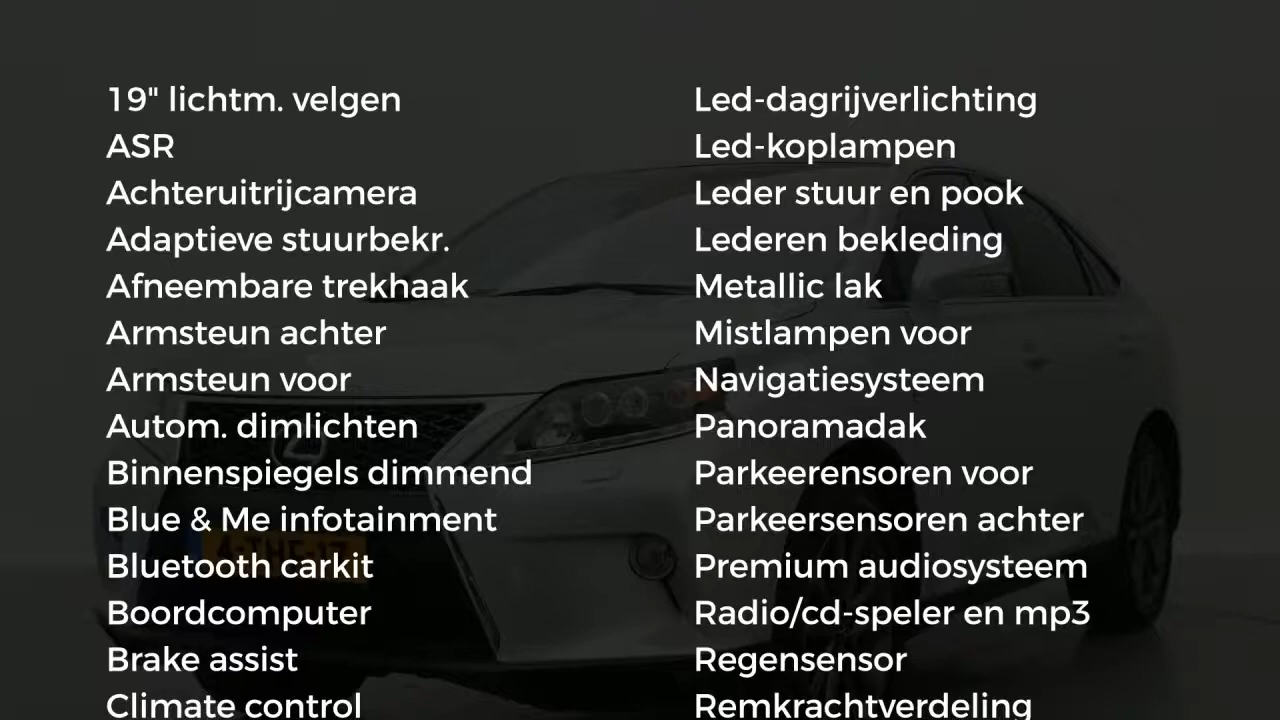 19" lichtm. velgen
ASR
Achteruitrijcamera
Adaptieve stuurbekr.
Afneembare trekhaak
Armsteun achter
Armsteun voor
Autom. dimlichten
Binnenspiegels dimmend
Blue & Me infotainment
Bluetooth carkit
Boordcomputer
Brake assist
Climate control
Led-dagrijverlichting
Led-koplampen
Leder stuur en pook
Lederen bekleding
Metallic lak
Mistlampen voor
Navigatiesysteem
Panoramadak
Parkeerensoren voor
Parkeersensoren achter
Premium audiosysteem
Radio/cd-speler en mp3
Regensensor
Remkrachtverdeling